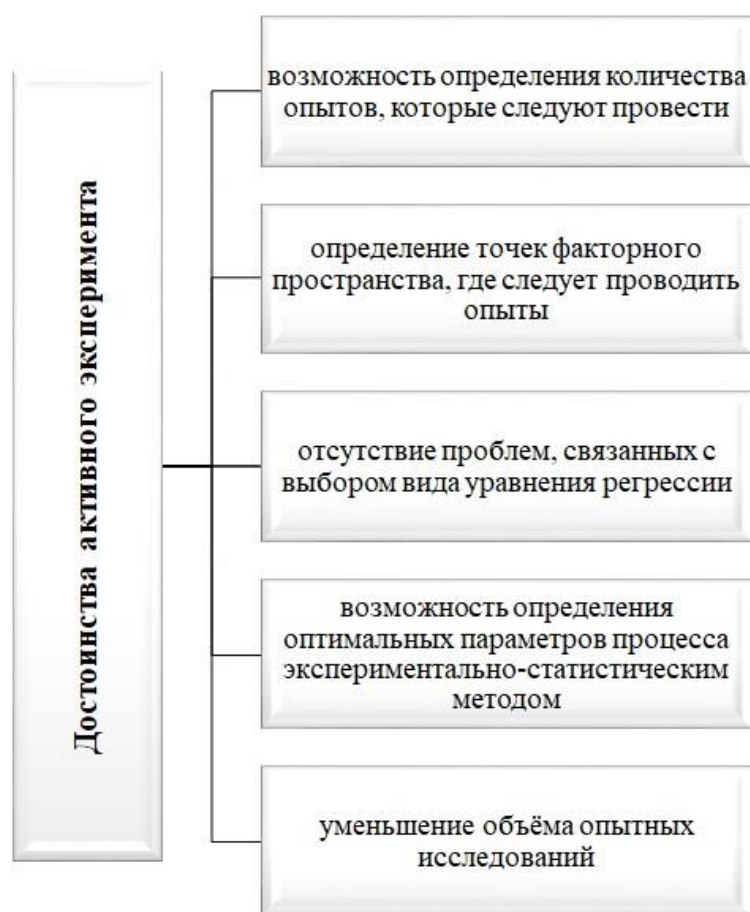 Достоинства активного эксперимента
возможность определения количества
опытов, которые следуют провести
определение точек факторного
пространства, где следует проводить
опыты
отсутствие проблем, связанных с
выбором вида уравнения регрессии
возможность определения
оптимальных параметров процесса
экспериментально-статистическим
методом
уменьшение объёма опытных
исследований